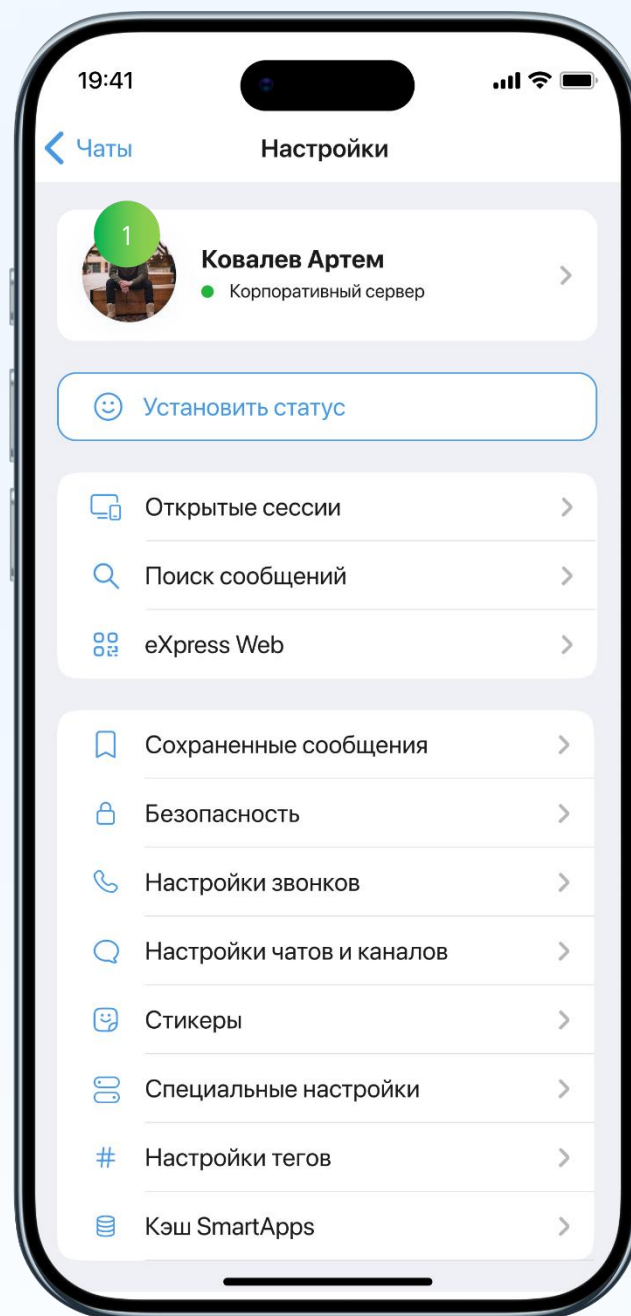 19:41
Чаты
Настройки
1
Ковалев Артем
Корпоративный сервер
Установить статус
Открытые сессии
Поиск сообщений
eXpress Web
Сохраненные сообщения
Безопасность
Настройки звонков
Настройки чатов и каналов
Стикеры
Специальные настройки
Настройки тегов
Кэш SmartApps